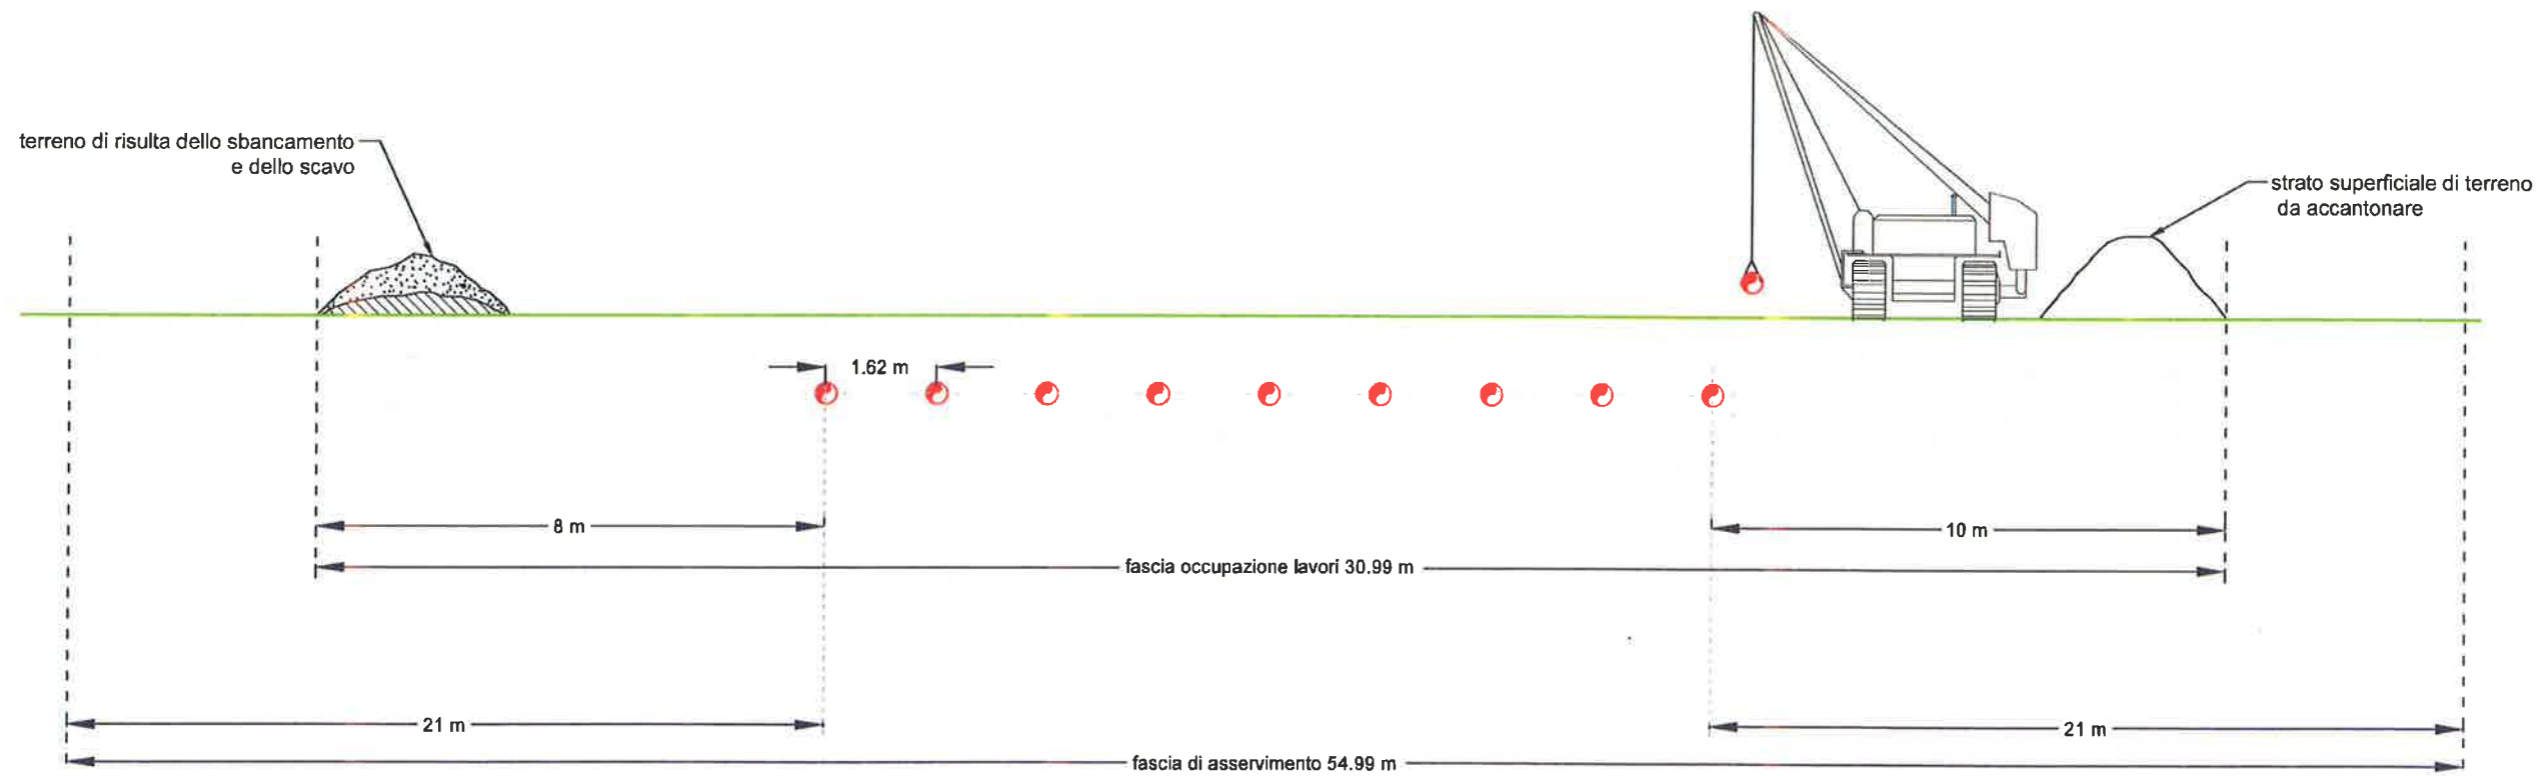 terreno di risulta dello sbancamento
e dello scavo
strato superficiale di terreno
da accantonare
1.62 m
8 m
10 m
fascia occupazione lavori 30.99 m
21 m
21 m
fascia di asservimento 54.99 m